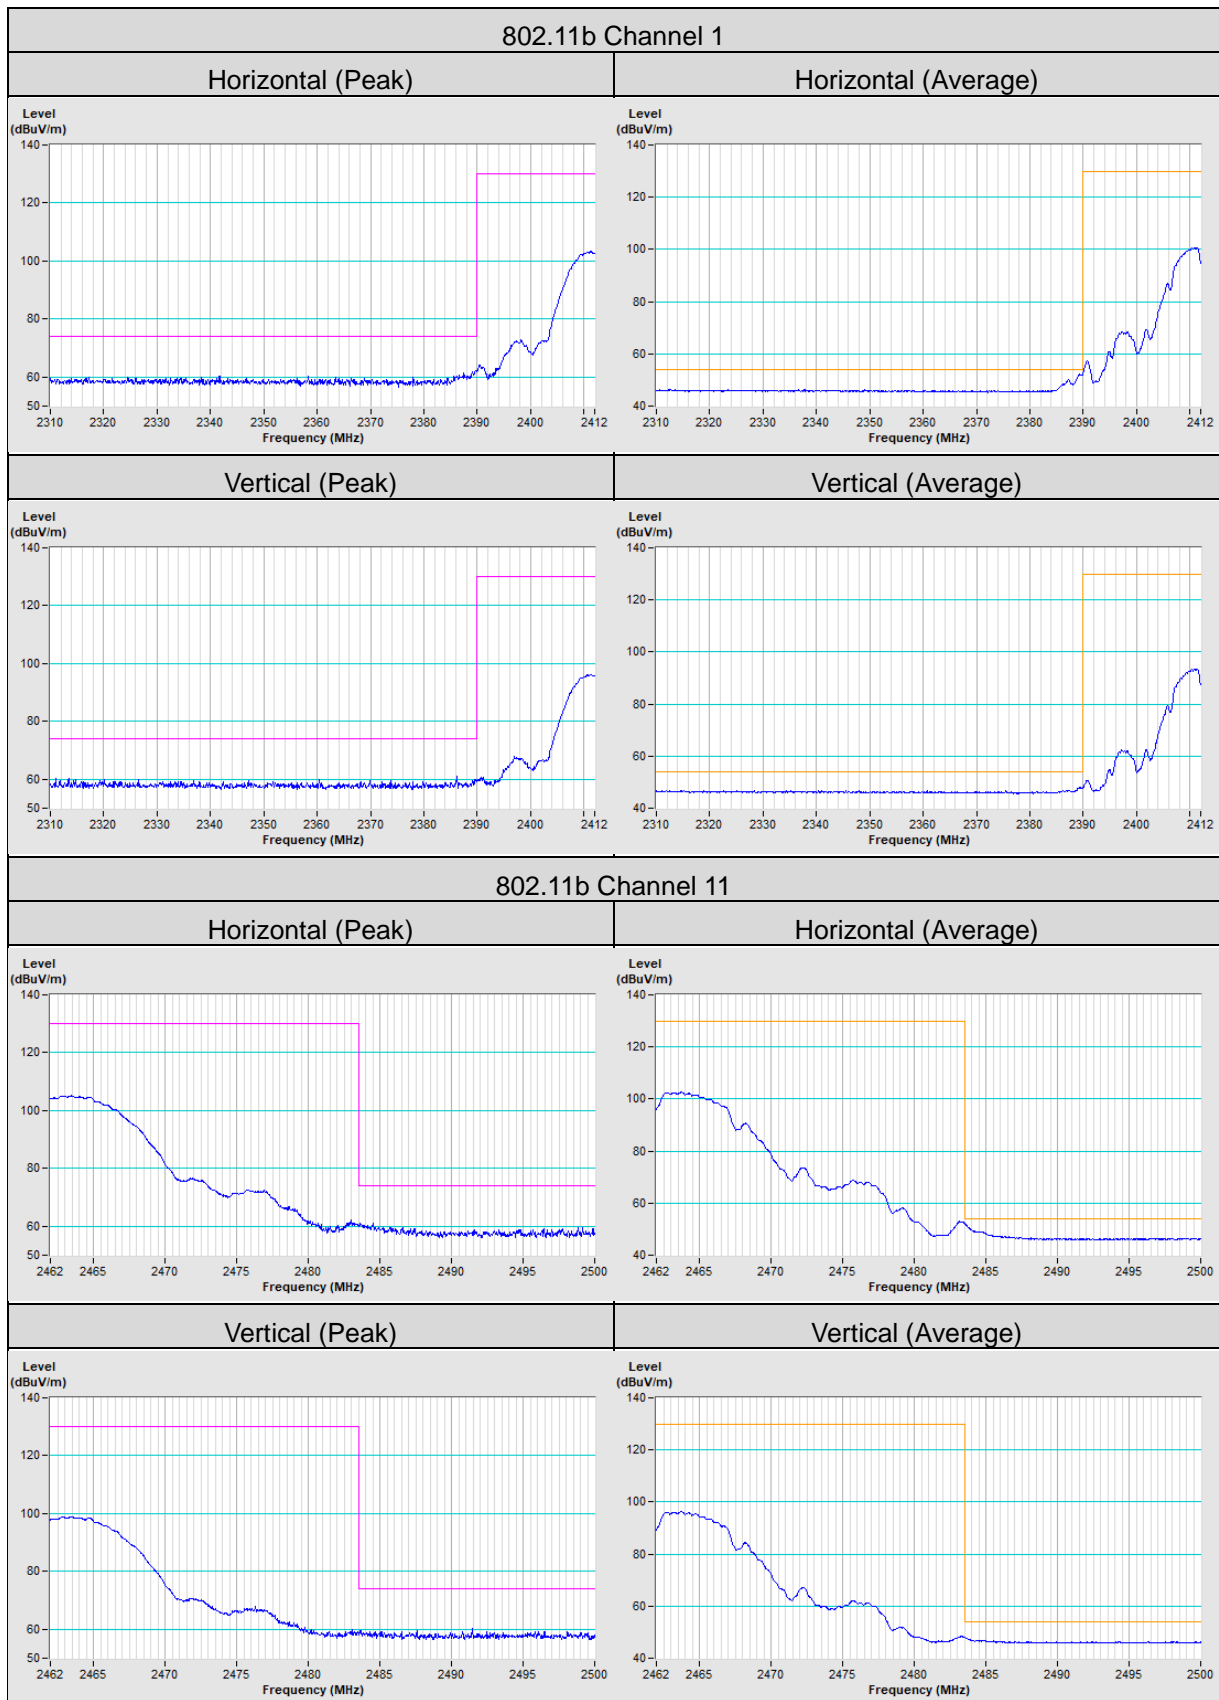 802.11b Channel 1
Horizontal (Peak)
Horizontal (Average)
Level
(dBuV/m)
140
120
100
80
60
50
2310 2320 2330 2340 2350 2360 2370 2380 2390 2400 2412
Frequency (MHz)
Level
(dBuV/m)
140
120
100
80
60
40
2310 2320 2330 2340 2350 2360 2370 2380 2390 2400 2412
Frequency (MHz)
Vertical (Peak)
Vertical (Average)
Level
(dBuV/m)
140
120
100
80
60
50
2310 2320 2330 2340 2350 2360 2370 2380 2390 2400 2412
Frequency (MHz)
Level
(dBuV/m)
140
120
100
80
60
40
2310 2320 2330 2340 2350 2360 2370 2380 2390 2400 2412
Frequency (MHz)
802.11b Channel 11
Horizontal (Peak)
Horizontal (Average)
Level
(dBuV/m)
140
120
100
80
60
50
2462 2465 2470 2475 2480 2485 2490 2495 2500
Frequency (MHz)
Level
(dBuV/m)
140
120
100
80
60
40
2462 2465 2470 2475 2480 2485 2490 2495 2500
Frequency (MHz)
Vertical (Peak)
Vertical (Average)
Level
(dBuV/m)
140
120
100
80
60
50
2462 2465 2470 2475 2480 2485 2490 2495 2500
Frequency (MHz)
Level
(dBuV/m)
140
120
100
80
60
40
2462 2465 2470 2475 2480 2485 2490 2495 2500
Frequency (MHz)